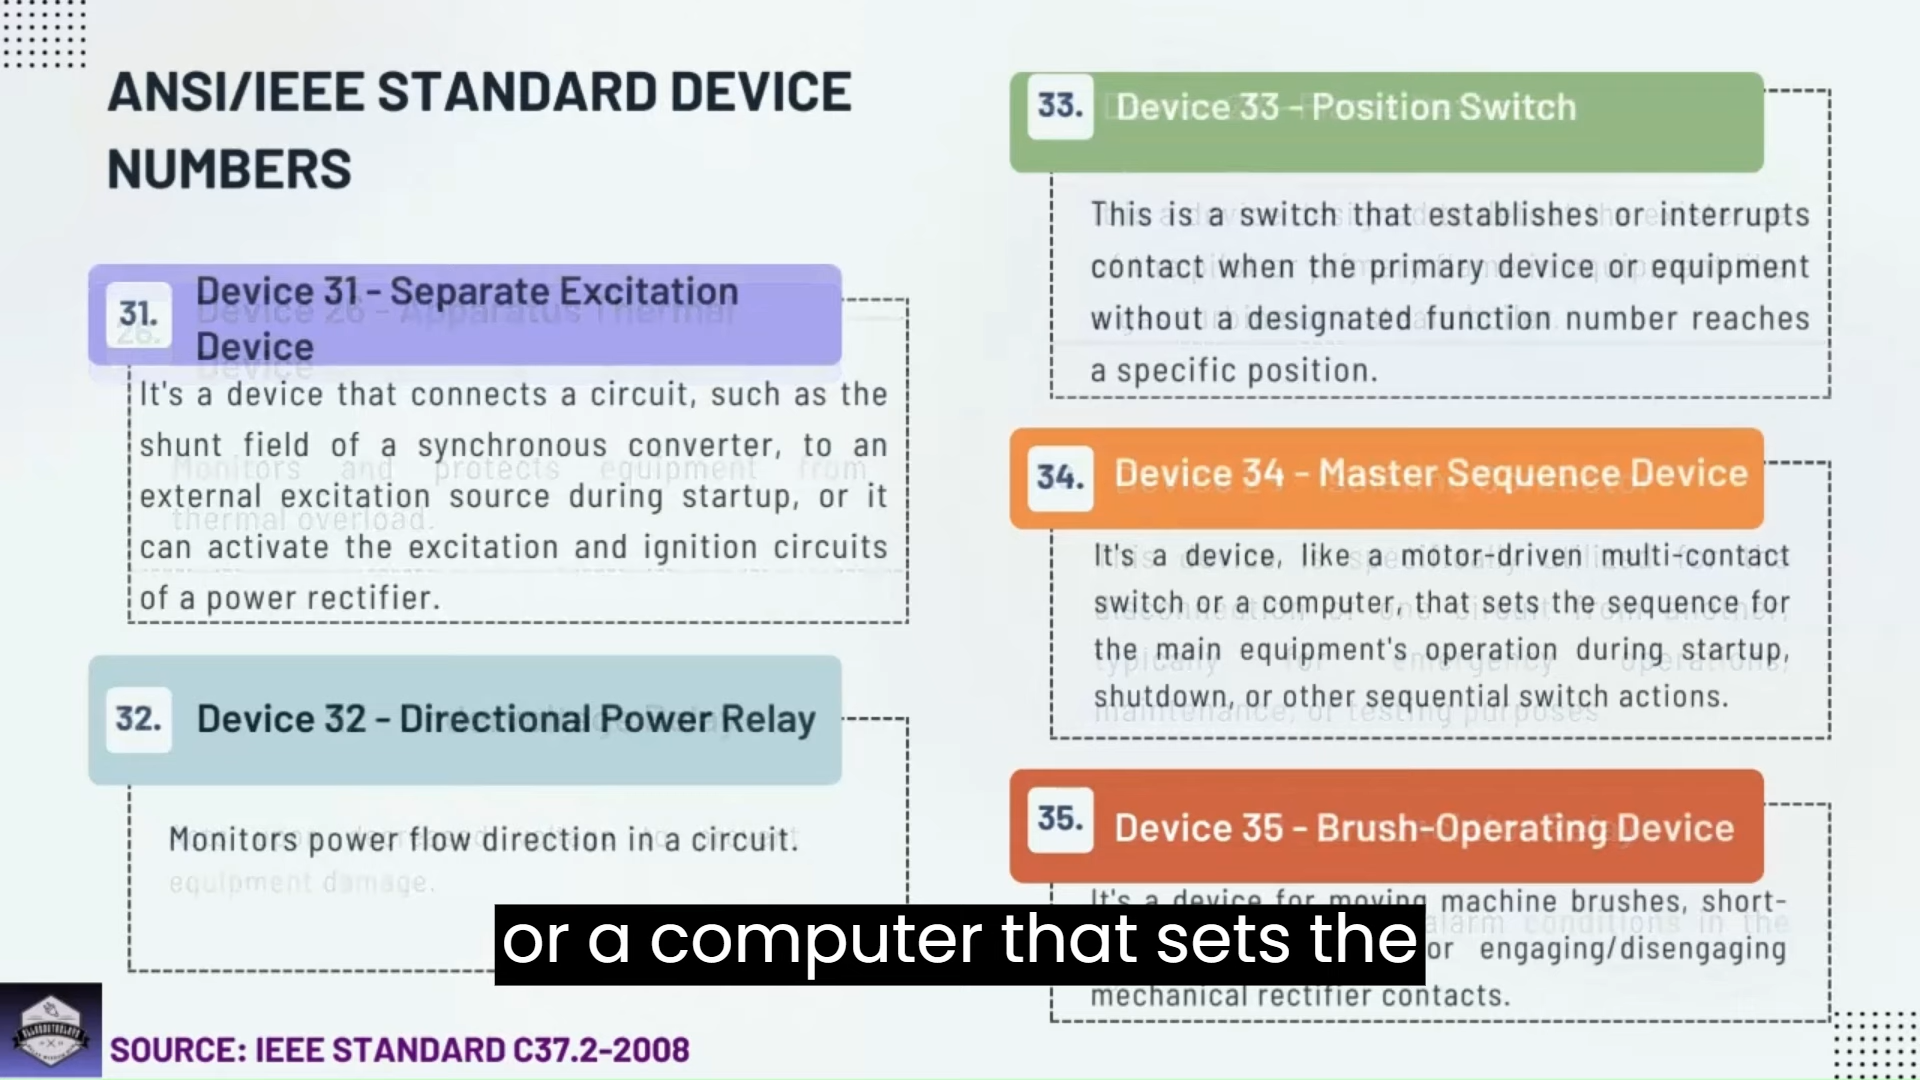 ANSI/IEEE STANDARD DEVICE
NUMBERS
31.
Device 31 - Separate Excitation
Device
It's a device that connects a circuit, such as the
shunt field of a synchronous converter, to an
external excitation source during startup, or it
can activate the excitation and ignition circuits
of a power rectifier.
32.
Device 32 - Directional Power Relay
Monitors power flow direction in a circuit.
33.
Device 33 - Position Switch
This is a switch that establishes or interrupts
contact when the primary device or equipment
without a designated function number reaches
a specific position.
34.
Device 34 - Master Sequence Device
It's a device, like a motor-driven multi-contact
switch or a computer, that sets the sequence for
the main equipment's operation during startup,
shutdown, or other sequential switch actions.
35.
Device 35 - Brush-Operating Device
It's a device for moving machine brushes, short-
or engaging/disengaging
mechanical rectifier contacts.
or a computer that sets the
SOURCE: IEEE STANDARD C37.2-2008